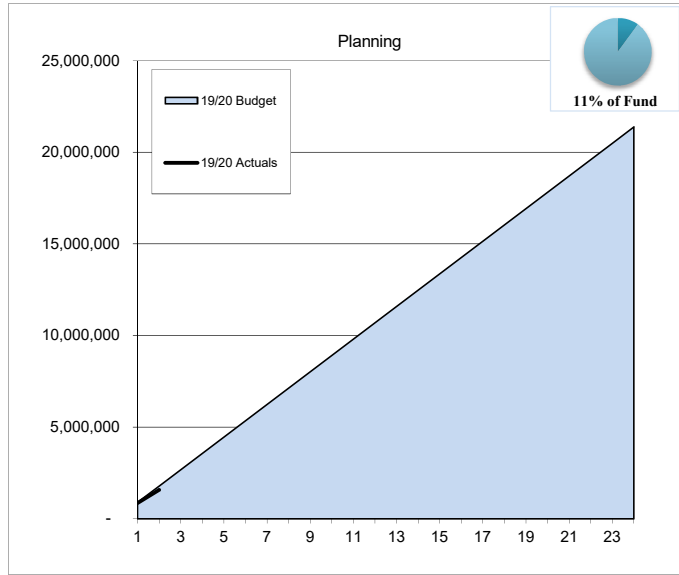 Planning
11% of Fund
19/20 Budget
19/20 Actuals
25,000,000
20,000,000
15,000,000
10,000,000
5,000,000
-
1 3 5 7 9 11 13 15 17 19 21 23